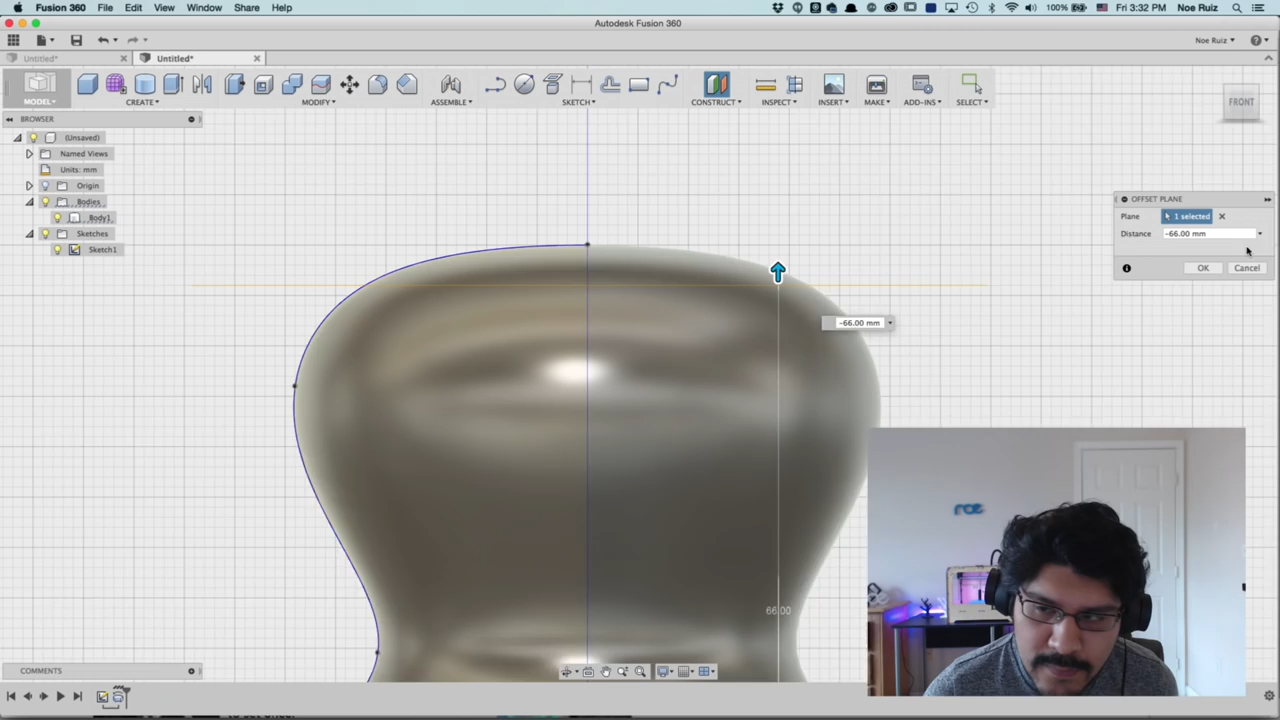 Fusion 360 File Edit View Window Share Help
100% Fri 3:32 PM Noe Ruiz
Autodesk Fusion 360
Noe Ruiz
Untitled* Untitled*
MODEL CREATE MODIFY ASSEMBLE SKETCH CONSTRUCT INSPECT INSERT MAKE ADD-INS SELECT
FRONT
BROWSER
(Unsaved)
Named Views
Units: mm
Origin
Bodies
Body1
Sketches
Sketch1
OFFSET PLANE
Plane 1 selected
Distance -66.00 mm
OK Cancel
-66.00 mm
noe
66.00
COMMENTS